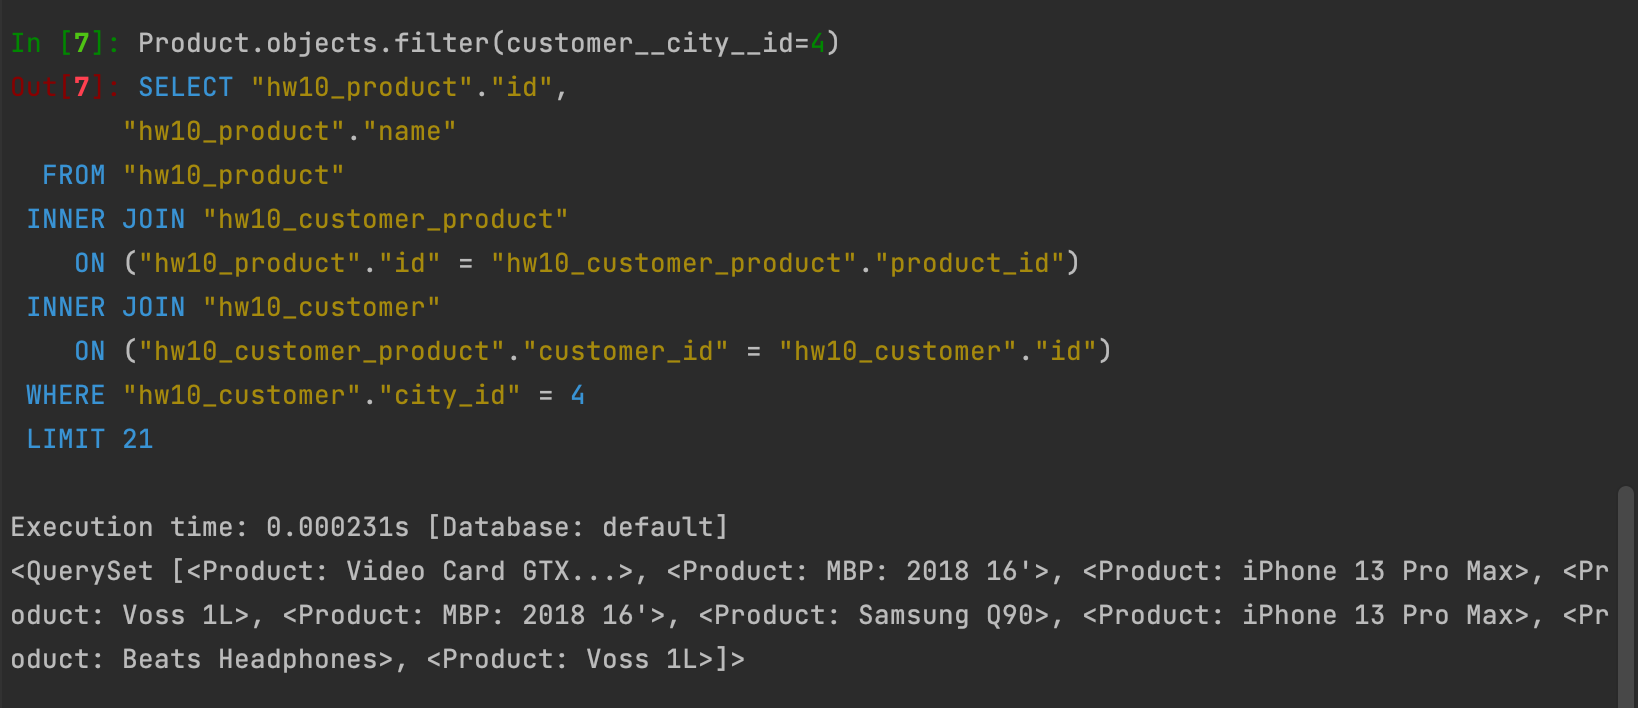 In [7]: Product.objects.filter(customer__city__id=4)
Out[7]: SELECT "hw10_product"."id",
       "hw10_product"."name"
  FROM "hw10_product"
 INNER JOIN "hw10_customer_product"
    ON ("hw10_product"."id" = "hw10_customer_product"."product_id")
 INNER JOIN "hw10_customer"
    ON ("hw10_customer_product"."customer_id" = "hw10_customer"."id")
 WHERE "hw10_customer"."city_id" = 4
 LIMIT 21
Execution time: 0.000231s [Database: default]
<QuerySet [<Product: Video Card GTX...>, <Product: MBP: 2018 16'>, <Product: iPhone 13 Pro Max>, <Pr
oduct: Voss 1L>, <Product: MBP: 2018 16'>, <Product: Samsung Q90>, <Product: iPhone 13 Pro Max>, <Pr
oduct: Beats Headphones>, <Product: Voss 1L>]>